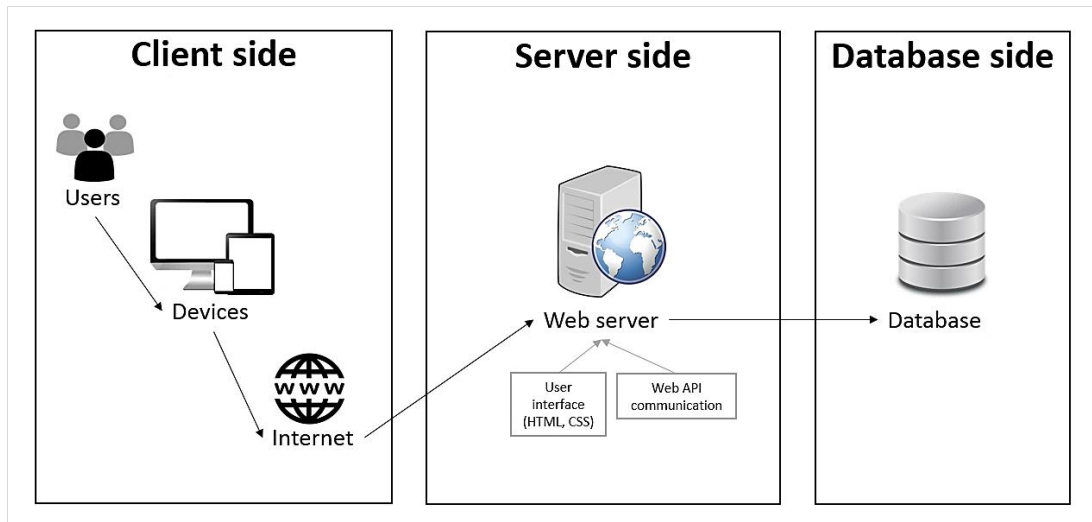 Client side
Server side
Database side
Users
Devices
WWW
Internet
Web server
User
interface
(HTML, CSS)
Web API
communication
Database